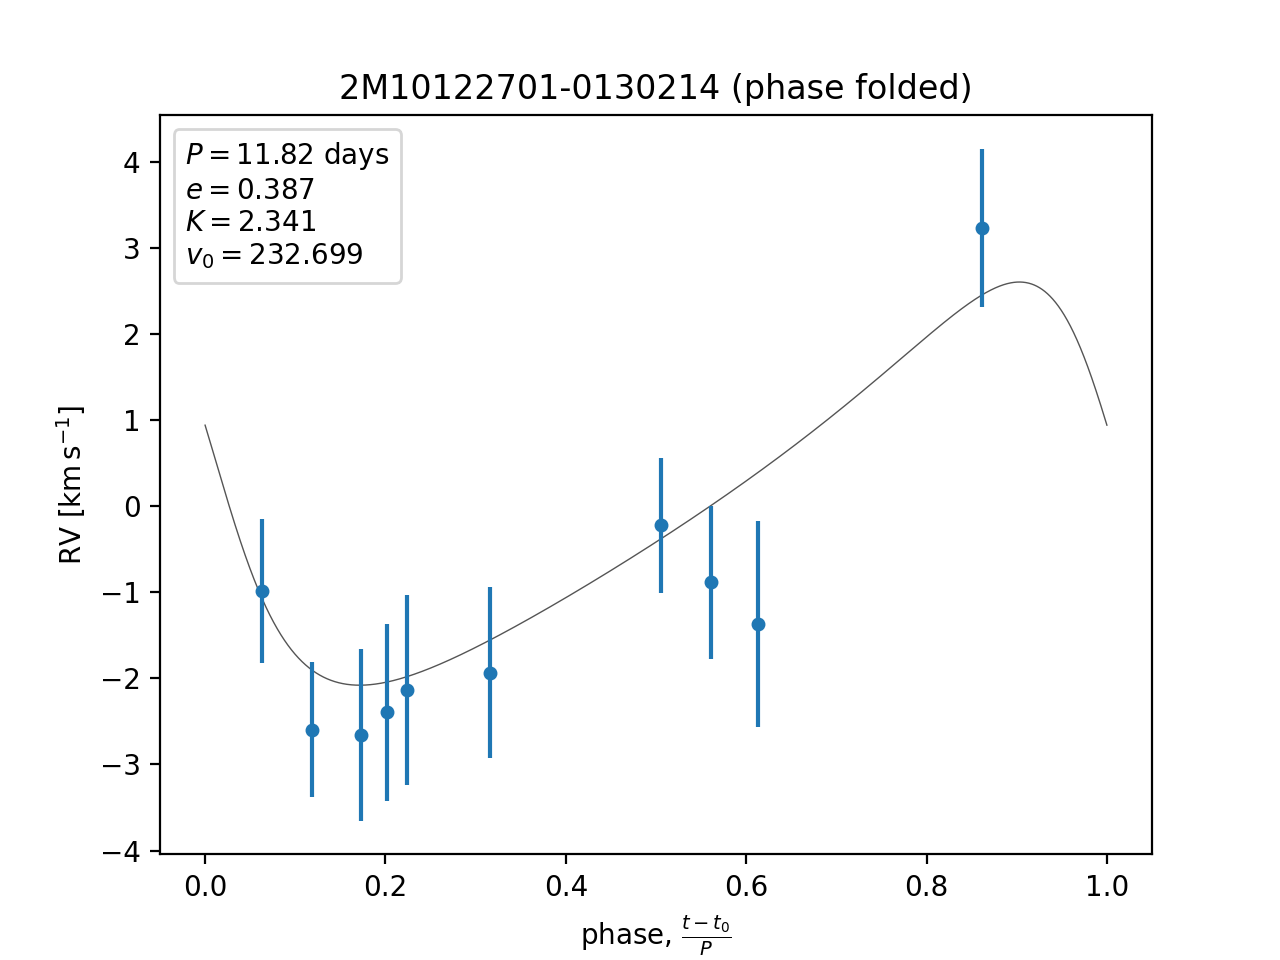 2M10122701-0130214 (phase folded)
P = 11.82 days
e = 0.387
K = 2.341
v₀ = 232.699
4
3
2
1
0
−1
−2
−3
−4
RV [km s⁻¹]
0.0 0.2 0.4 0.6 0.8 1.0
phase, (t − t₀)/P